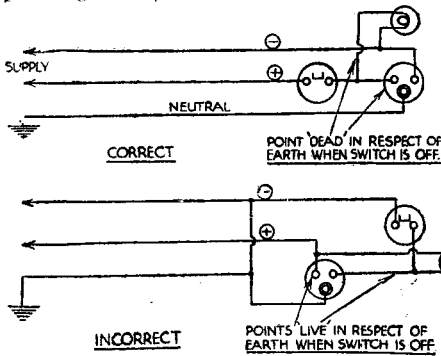 ⊖
SUPPLY
⊕
NEUTRAL
CORRECT
POINT 'DEAD' IN RESPECT OF
EARTH WHEN SWITCH IS OFF.
⊖
⊕
INCORRECT
POINTS 'LIVE' IN RESPECT OF
EARTH WHEN SWITCH IS OFF.